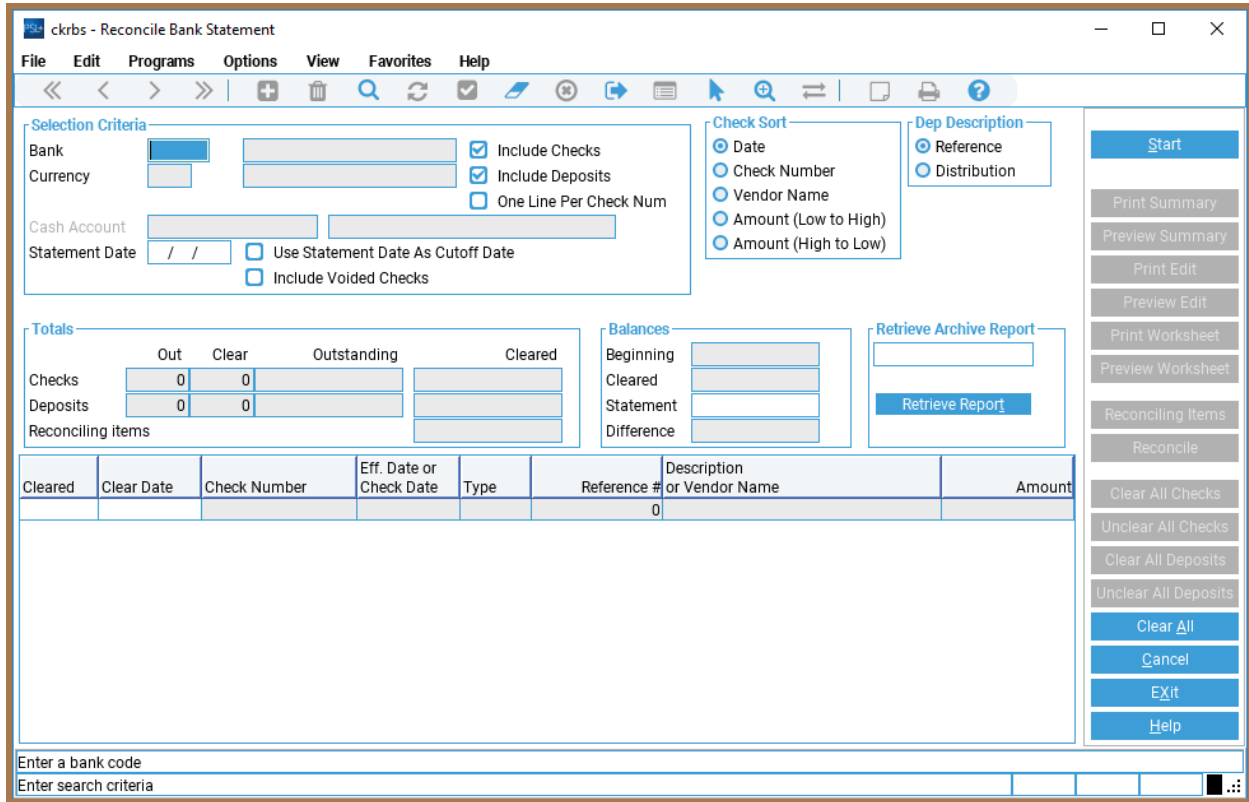 PSL+ ckrbs - Reconcile Bank Statement
File Edit Programs Options View Favorites Help
Selection Criteria
Bank
Currency
Cash Account
Statement Date / /
Include Checks
Include Deposits
One Line Per Check Num
Use Statement Date As Cutoff Date
Include Voided Checks
Check Sort
Date
Check Number
Vendor Name
Amount (Low to High)
Amount (High to Low)
Dep Description
Reference
Distribution
Totals
Out Clear Outstanding Cleared
Checks 0 0
Deposits 0 0
Reconciling items
Balances
Beginning
Cleared
Statement
Difference
Retrieve Archive Report
Retrieve Report
Cleared Clear Date Check Number Eff. Date or Check Date Type Reference # Description or Vendor Name Amount
0
Start
Print Summary
Preview Summary
Print Edit
Preview Edit
Print Worksheet
Preview Worksheet
Reconciling Items
Reconcile
Clear All Checks
Unclear All Checks
Clear All Deposits
Unclear All Deposits
Clear All
Cancel
EXit
Help
Enter a bank code
Enter search criteria